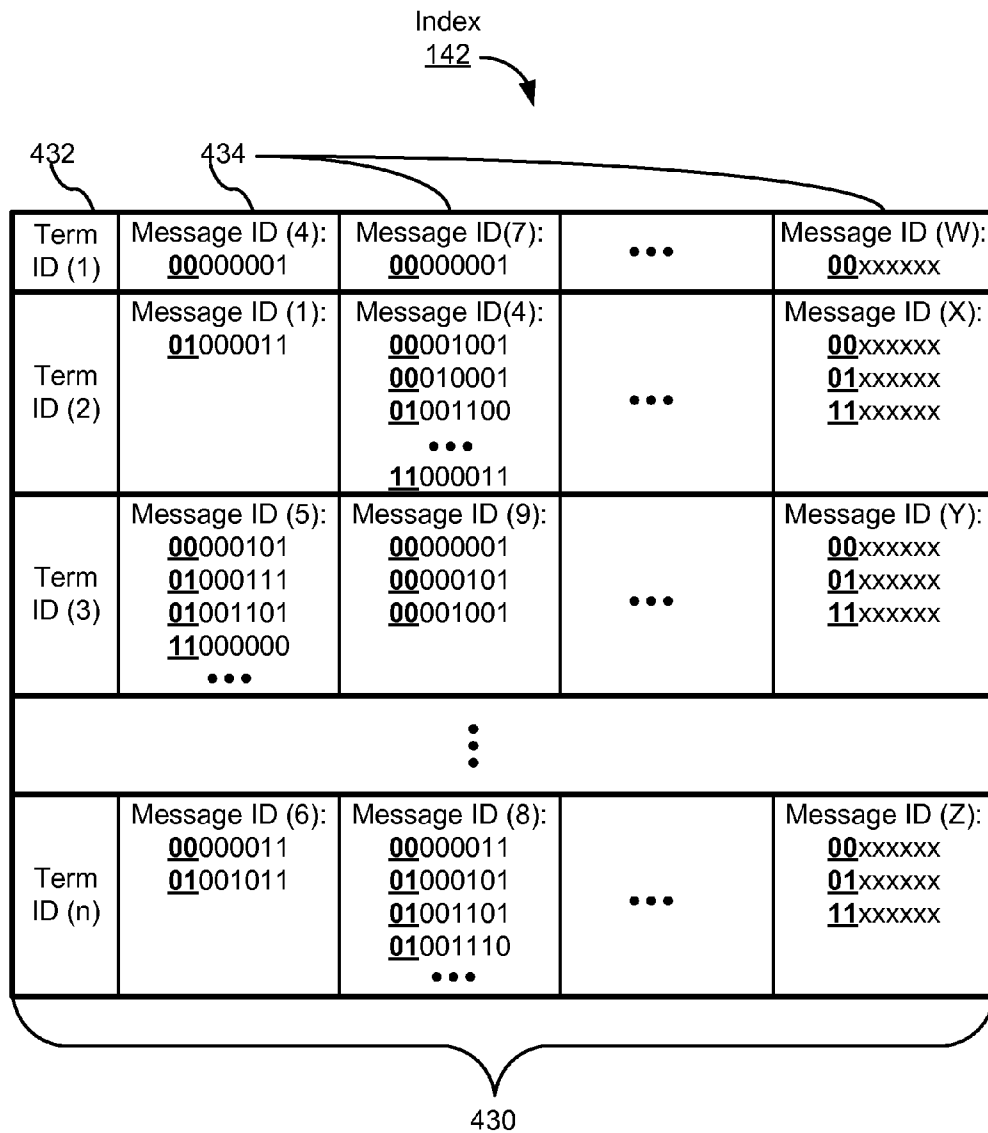 Index
142
432
434
Term
ID (1)
Message ID (4):
00000001
Message ID(7):
00000001
•••
Message ID (W):
00xxxxxx
Term
ID (2)
Message ID (1):
01000011
Message ID(4):
00001001
00010001
01001100
•••
11000011
•••
Message ID (X):
00xxxxxx
01xxxxxx
11xxxxxx
Term
ID (3)
Message ID (5):
00000101
01000111
01001101
11000000
•••
Message ID (9):
00000001
00000101
00001001
•••
Message ID (Y):
00xxxxxx
01xxxxxx
11xxxxxx
Term
ID (n)
Message ID (6):
00000011
01001011
Message ID (8):
00000011
01000101
01001101
01001110
•••
•••
Message ID (Z):
00xxxxxx
01xxxxxx
11xxxxxx
430